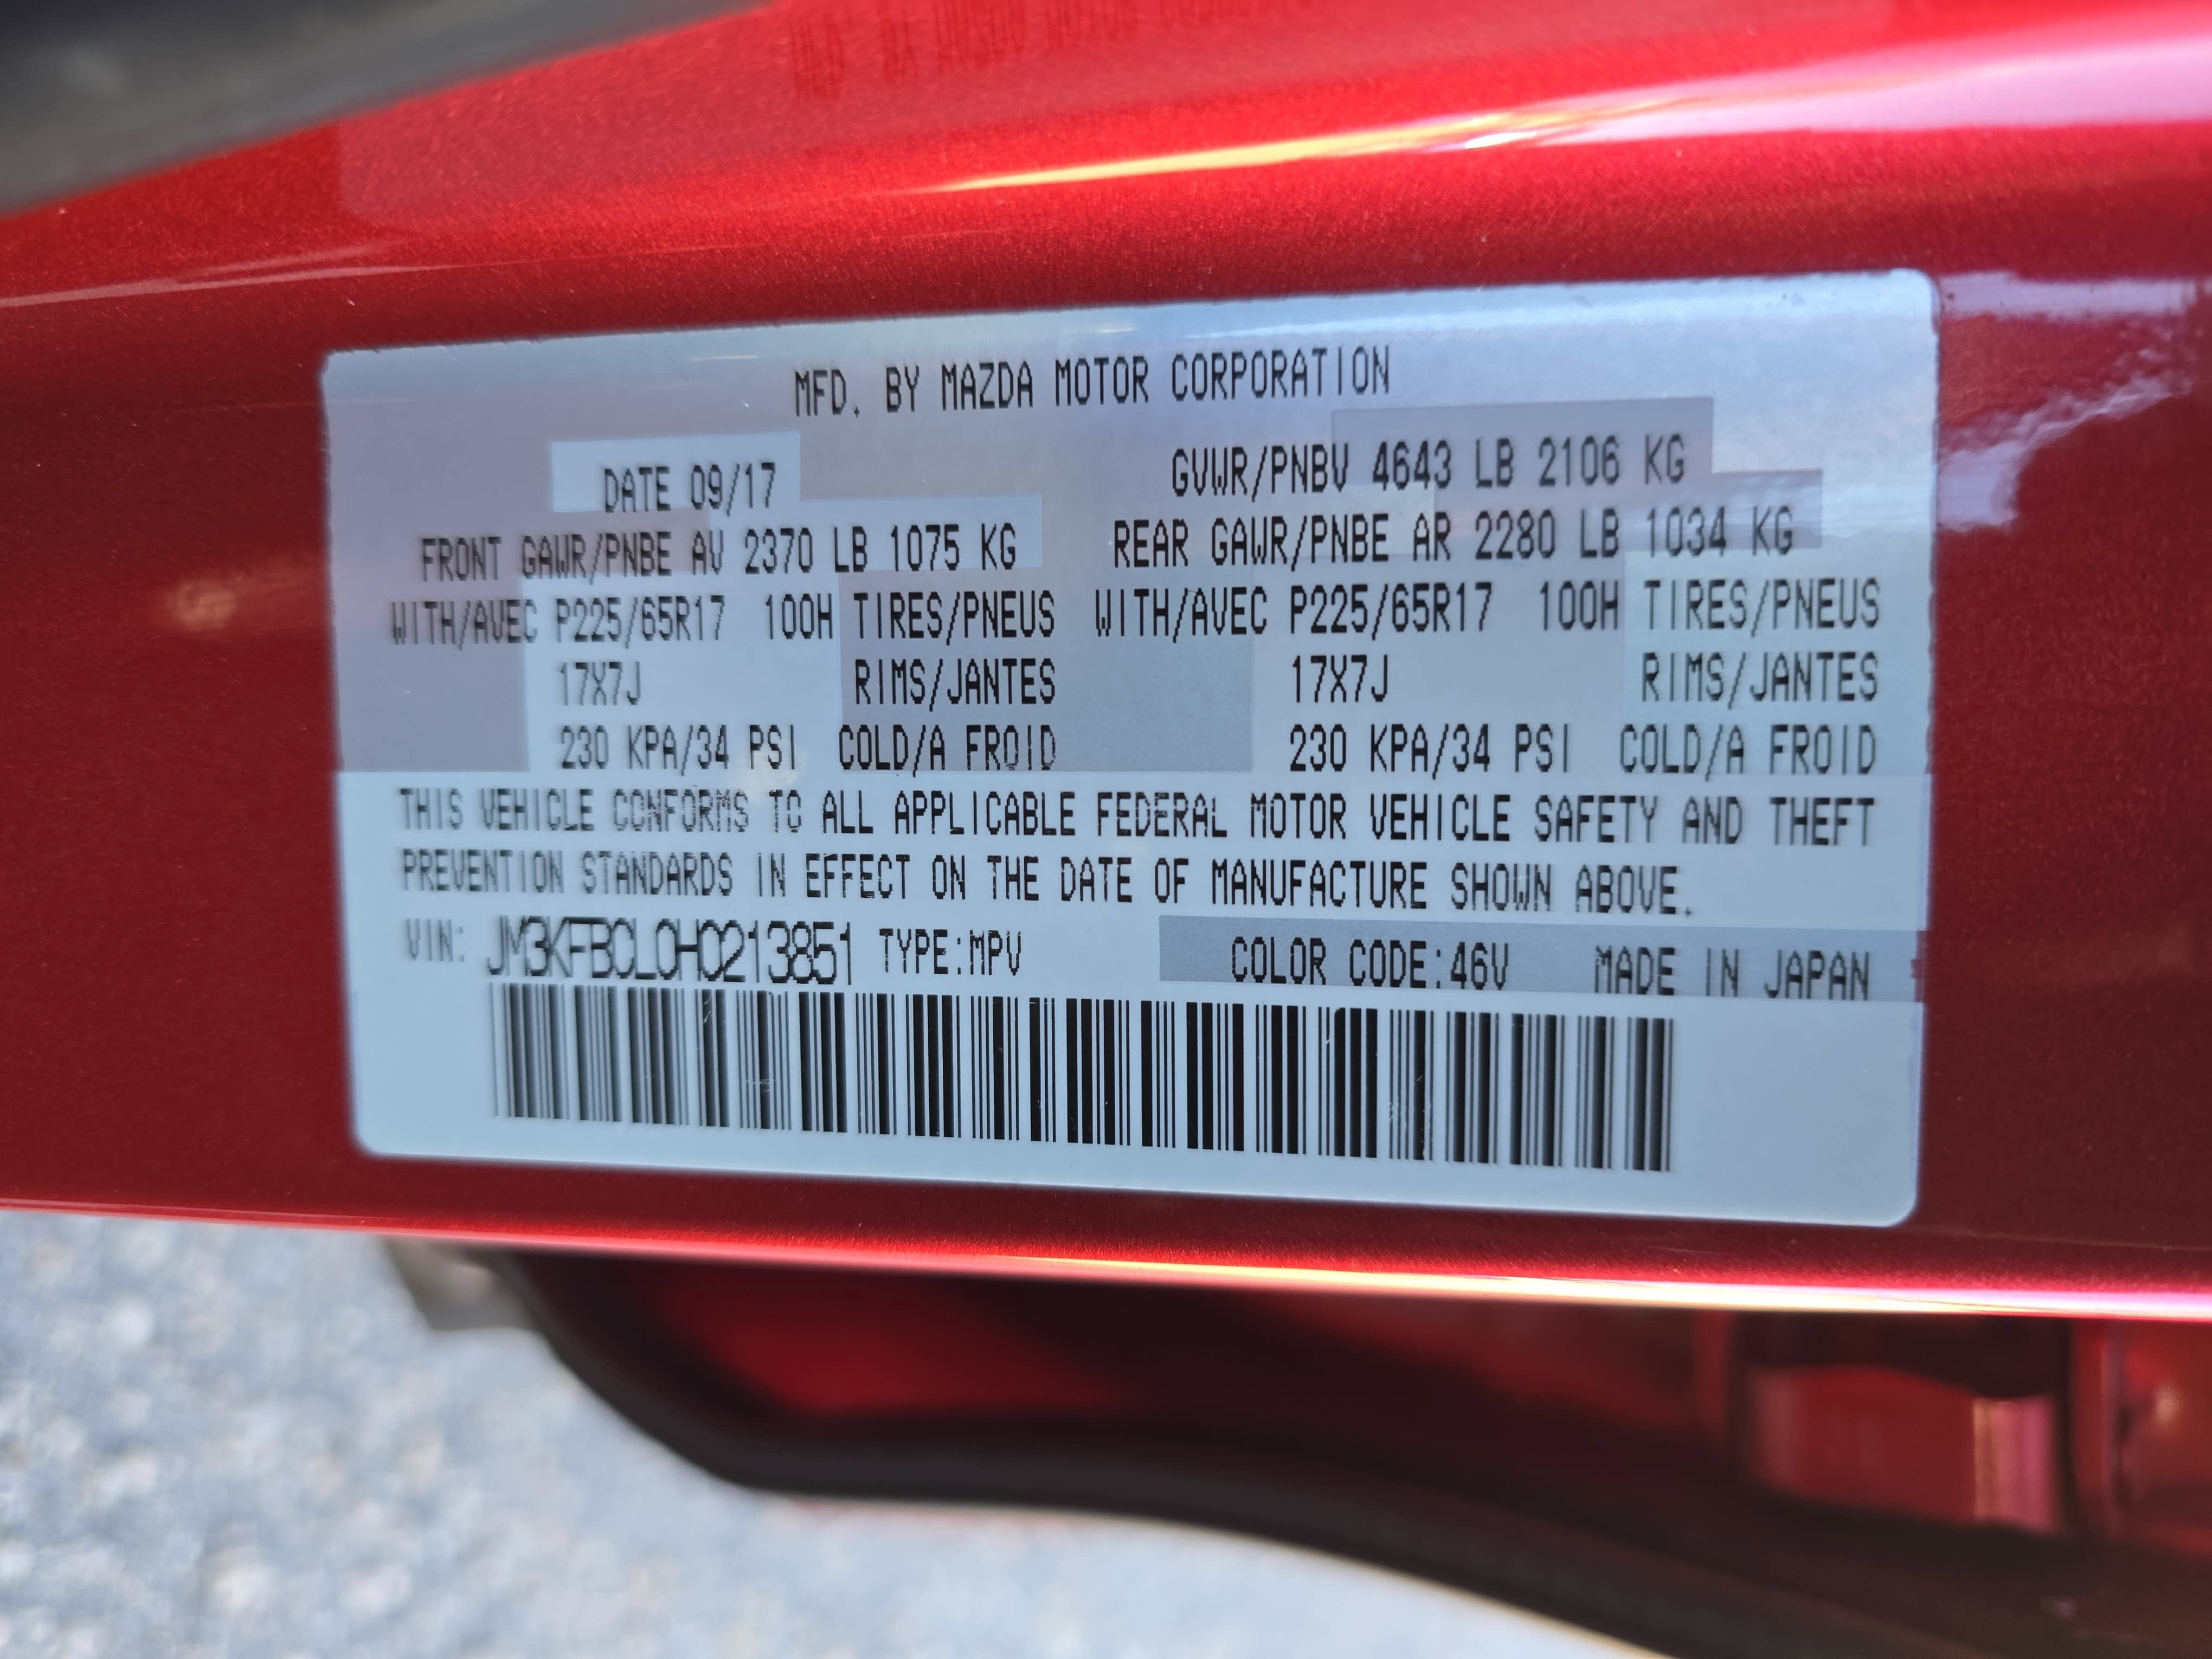 MFD. BY MAZDA MOTOR CORPORATION
DATE 09/17 GVWR/PNBV 4643 LB 2106 KG
FRONT GAWR/PNBE AV 2370 LB 1075 KG REAR GAWR/PNBE AR 2280 LB 1034 KG
WITH/AVEC P225/65R17 100H TIRES/PNEUS WITH/AVEC P225/65R17 100H TIRES/PNEUS
17X7J RIMS/JANTES 17X7J RIMS/JANTES
230 KPA/34 PSI COLD/A FROID 230 KPA/34 PSI COLD/A FROID
THIS VEHICLE CONFORMS TO ALL APPLICABLE FEDERAL MOTOR VEHICLE SAFETY AND THEFT
PREVENTION STANDARDS IN EFFECT ON THE DATE OF MANUFACTURE SHOWN ABOVE.
VIN: JM3KFBCL0H0213851 TYPE:MPV COLOR CODE:46V MADE IN JAPAN